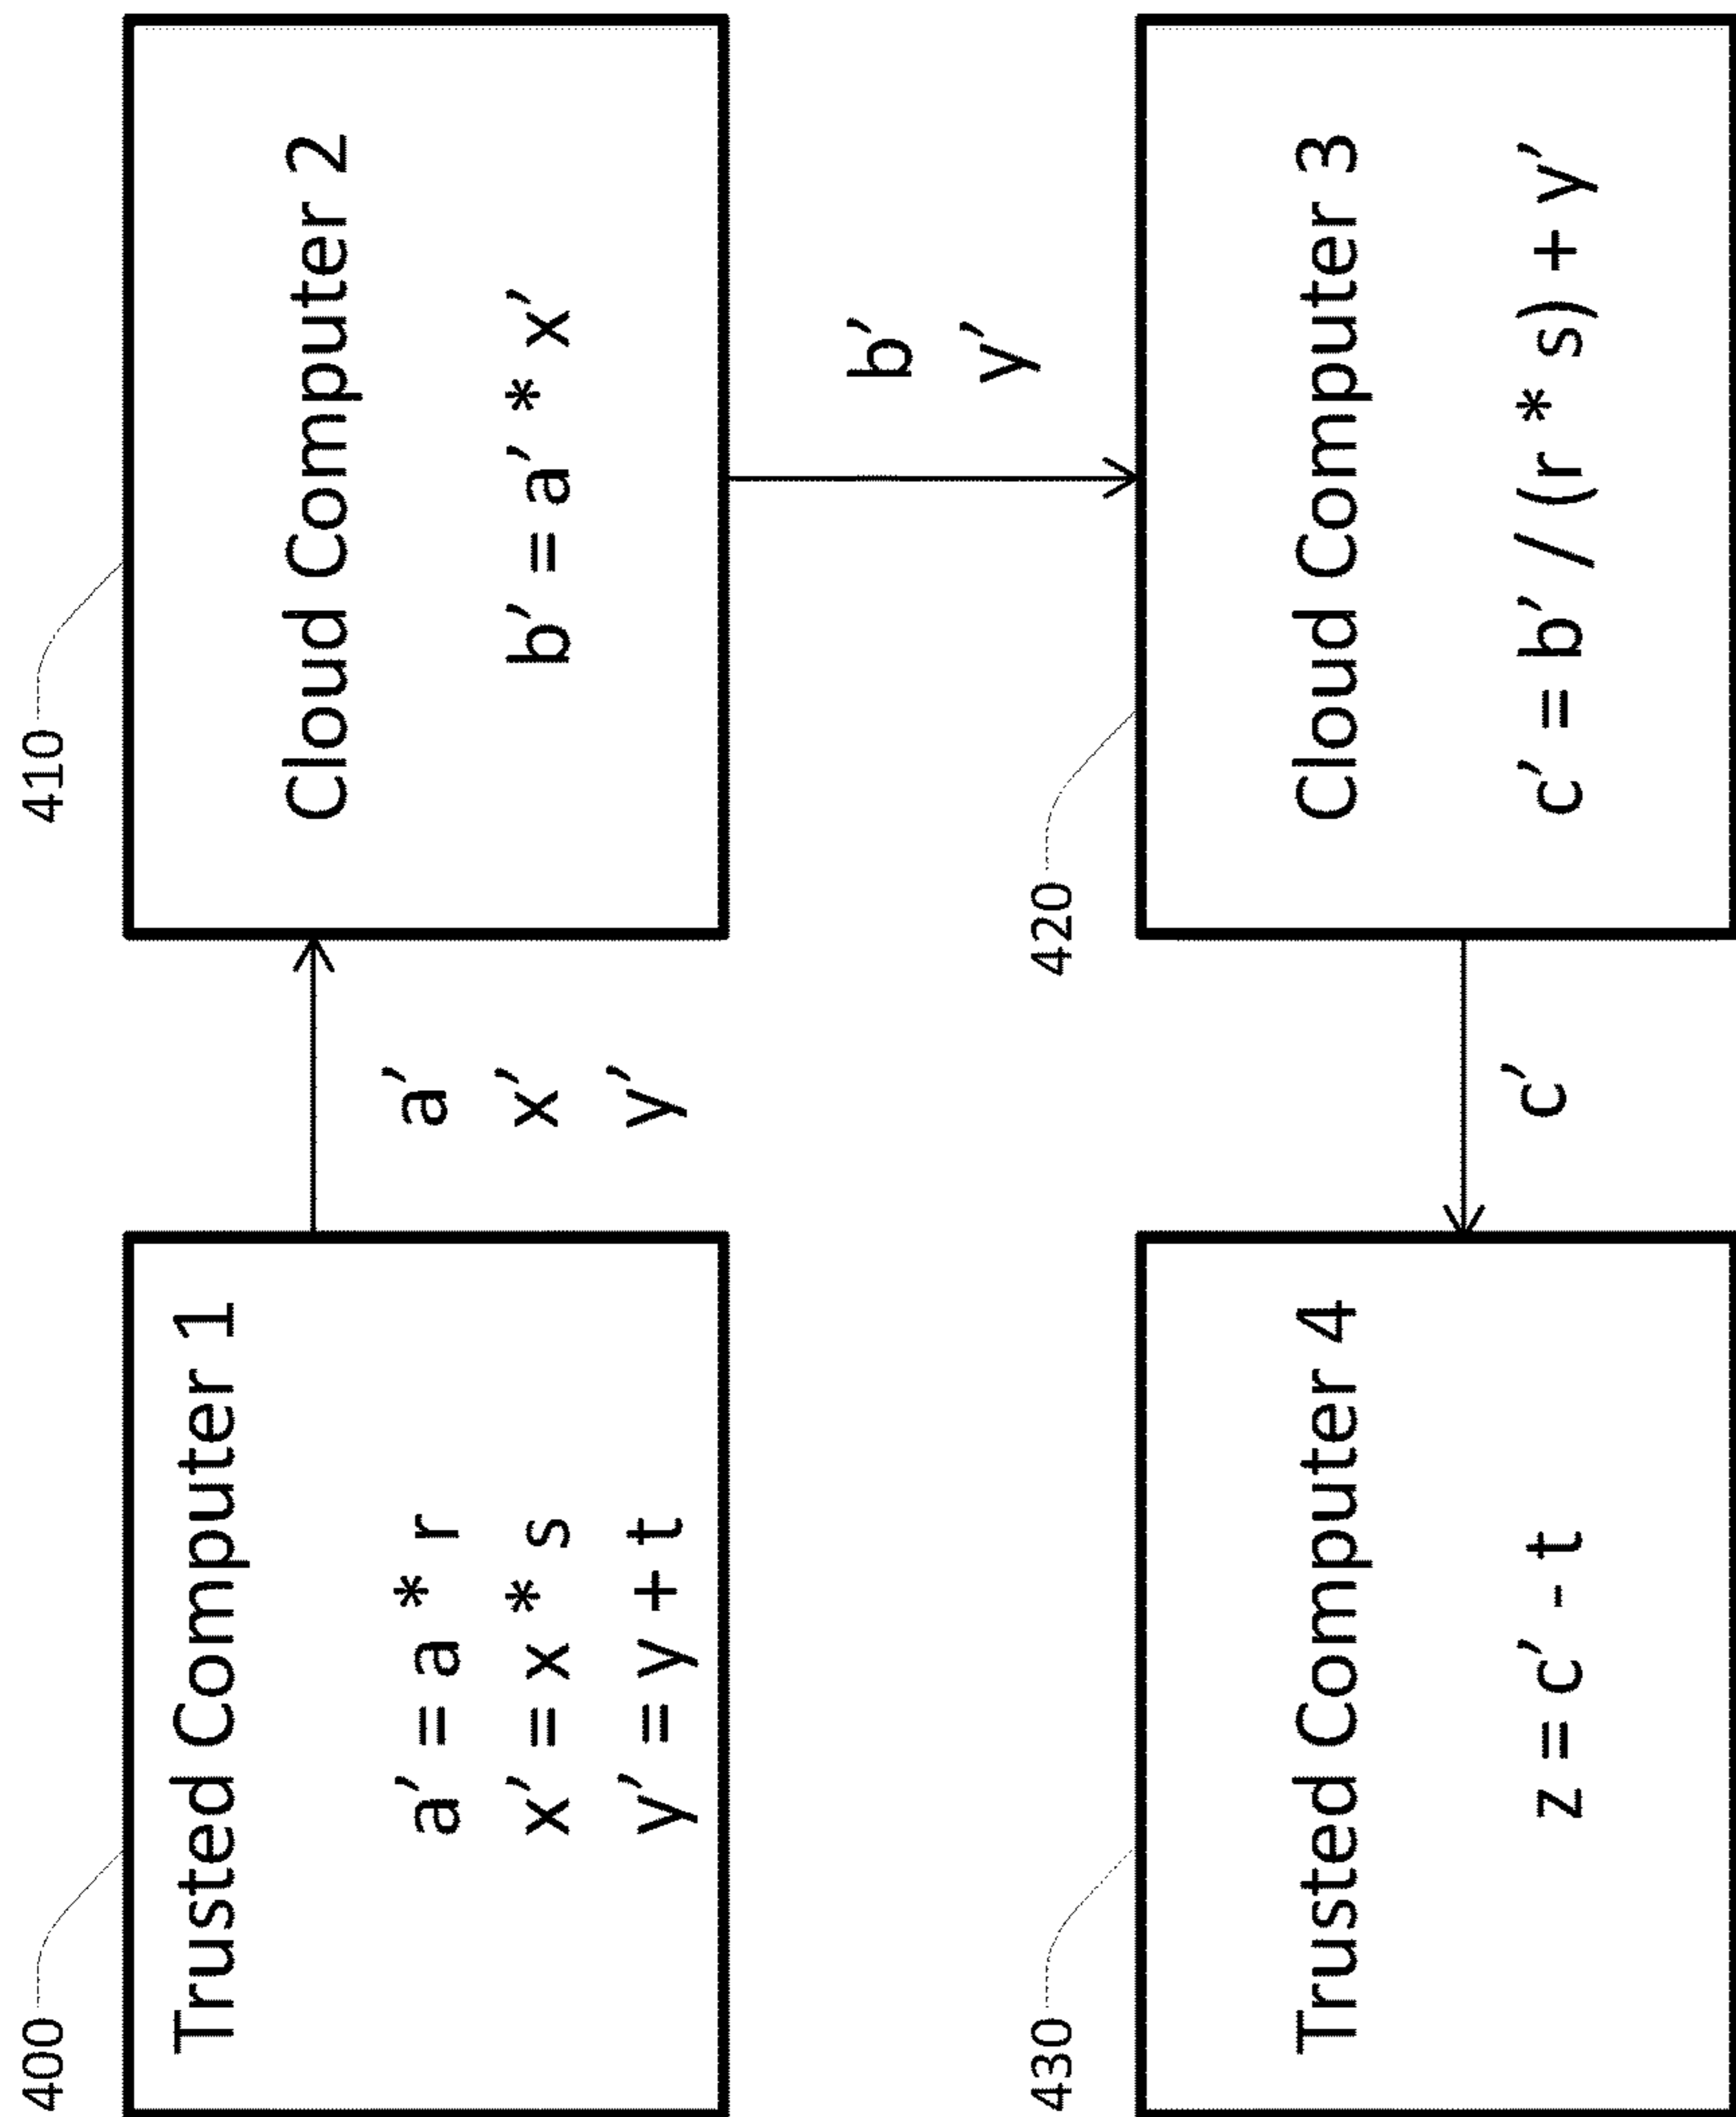 400
Trusted Computer 1
a’ = a * r
x’ = x * s
y’ = y + t
a’
x’
y’
410
Cloud Computer 2
b’ = a’ * x’
b’
y’
420
Cloud Computer 3
c’ = b’ / (r * s) + y’
c’
430
Trusted Computer 4
z = c’ - t